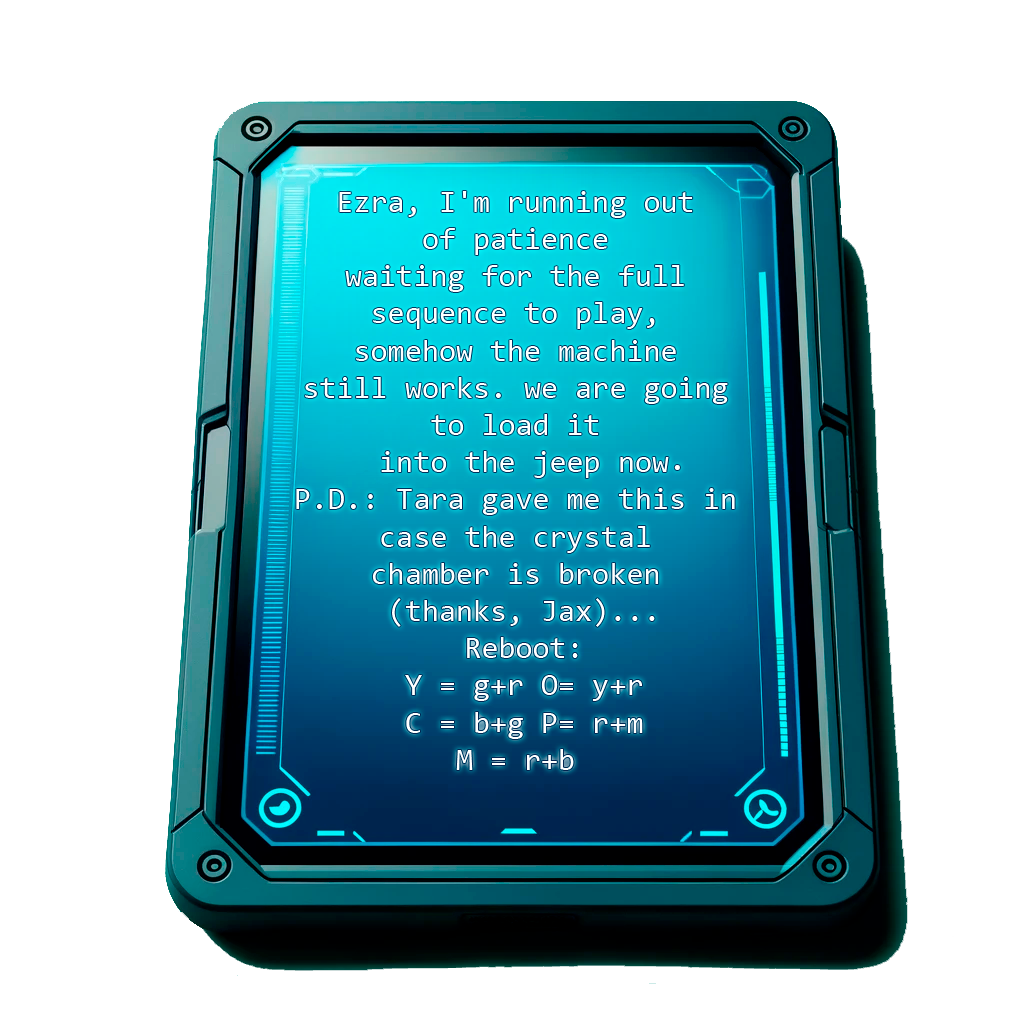 Ezra, I'm running out
of patience
waiting for the full
sequence to play,
somehow the machine
still works. we are going
to load it
into the jeep now.
P.D.: Tara gave me this in
case the crystal
chamber is broken
(thanks, Jax)...
Reboot:
Y = g+r O= y+r
C = b+g P= r+m
M = r+b